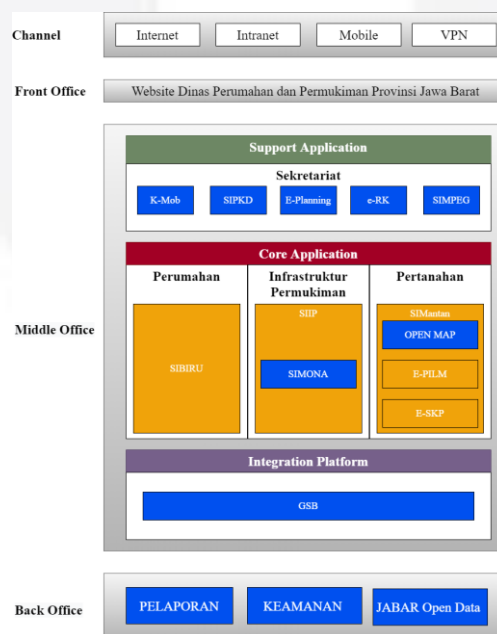 Channel
Internet Intranet Mobile VPN
Front Office
Website Dinas Perumahan dan Permukiman Provinsi Jawa Barat
Middle Office
Support Application
Sekretariat
K-Mob SIPKD E-Planning e-RK SIMPEG
Core Application
Perumahan
SIBIRU
Infrastruktur
Permukiman
SIIP
SIMONA
Pertanahan
SIMantan
OPEN MAP
E-PILM
E-SKP
Integration Platform
GSB
Back Office
PELAPORAN KEAMANAN JABAR Open Data